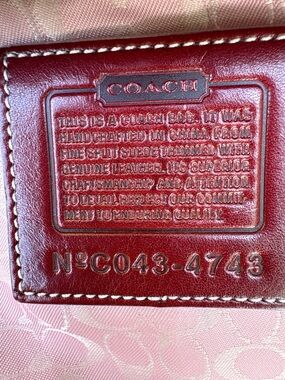 COACH
THIS IS A COACH BAG. IT WAS
HANDCRAFTED IN CHINA FROM
FINE SPLIT SUEDE TRIMMED WITH
GENUINE LEATHER. ITS SUPERIOR
CRAFTSMANSHIP AND ATTENTION
TO DETAIL REFLECT OUR COMMIT
MENT TO ENDURING QUALITY.
NºC043-4743